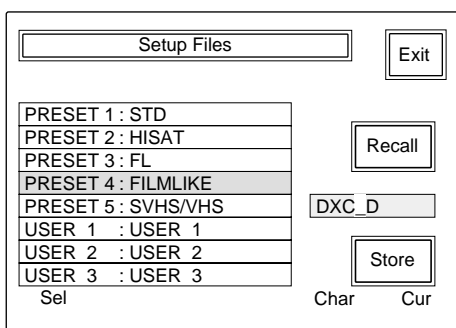 Setup Files
Exit
PRESET 1 : STD
PRESET 2 : HISAT
PRESET 3 : FL
PRESET 4 : FILMLIKE
PRESET 5 : SVHS/VHS
USER 1 : USER 1
USER 2 : USER 2
USER 3 : USER 3
Recall
DXC_D
Store
Sel Char Cur